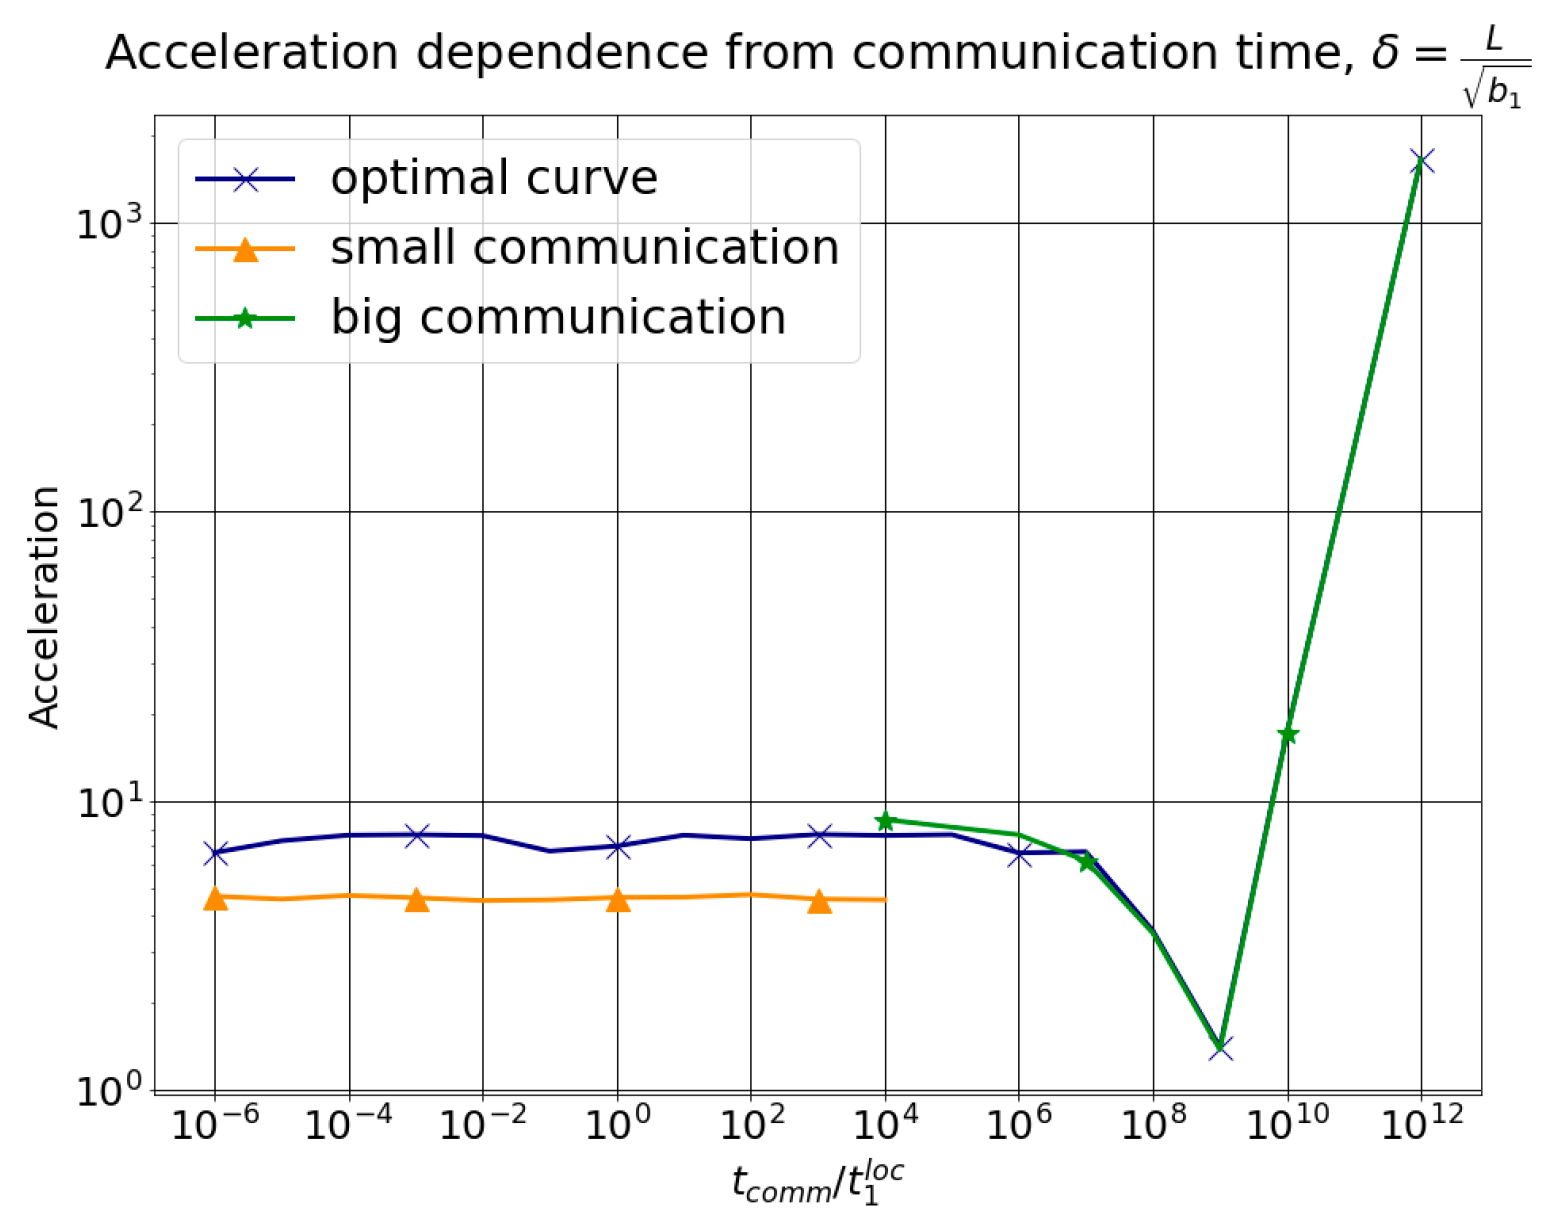 Acceleration dependence from communication time, δ = L/√b₁
optimal curve
small communication
big communication
Acceleration
10³
10²
10¹
10⁰
10⁻⁶ 10⁻⁴ 10⁻² 10⁰ 10² 10⁴ 10⁶ 10⁸ 10¹⁰ 10¹²
t_comm/t₁^loc